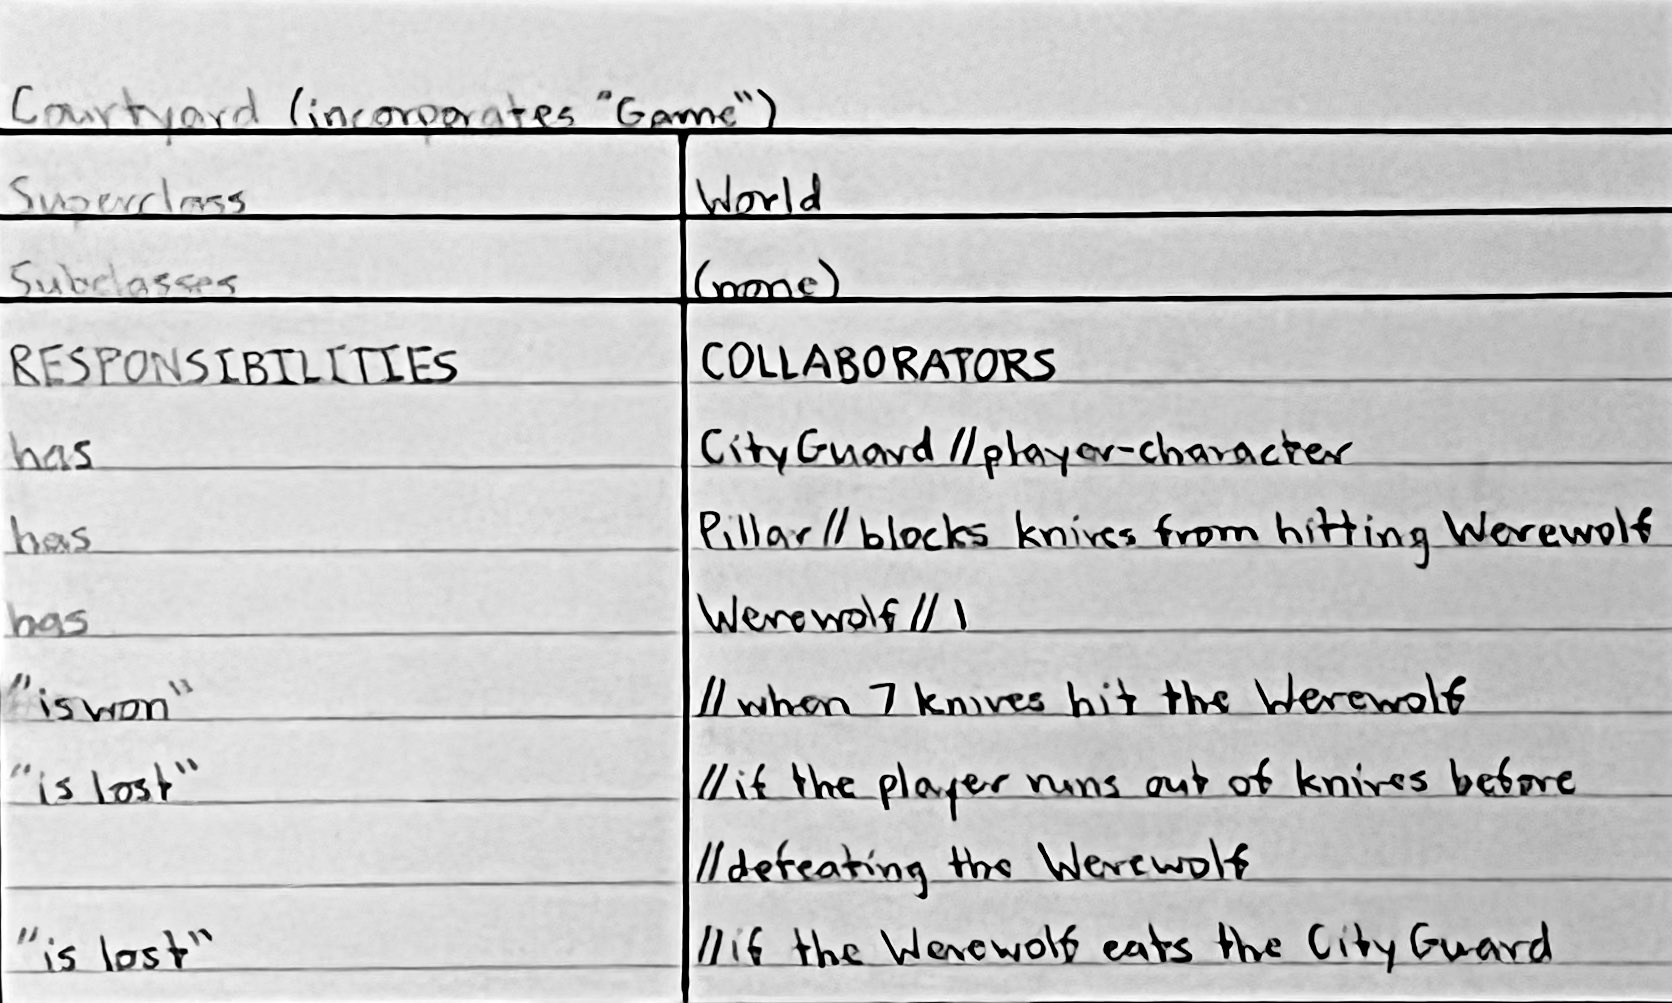 Courtyard (incorporates "Game")
Superclass World
Subclasses (none)
RESPONSIBILITIES COLLABORATORS
has CityGuard //player-character
has Pillar // blocks knives from hitting Werewolf
has Werewolf // 1
"is won" //when 7 knives hit the Werewolf
"is lost" //if the player runs out of knives before
//defeating the Werewolf
"is lost" //if the Werewolf eats the CityGuard